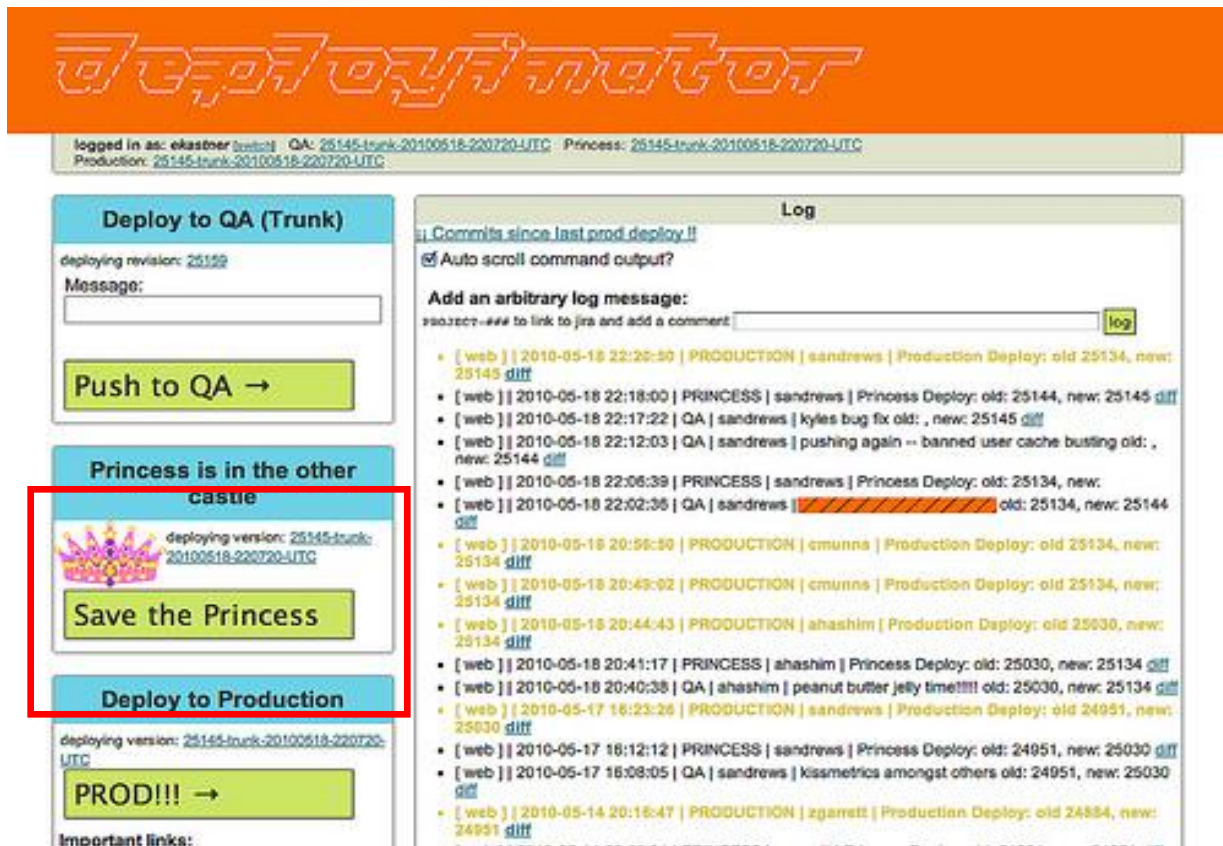 deployinator
logged in as: ekastner [switch] QA: 25145-trunk-20100518-220720-UTC Princess: 25145-trunk-20100518-220720-UTC
Production: 25145-trunk-20100518-220720-UTC
Deploy to QA (Trunk)
deploying revision: 25159
Message:
Push to QA →
Princess is in the other
castle
deploying version: 25145-trunk-
20100518-220720-UTC
Save the Princess
Deploy to Production
deploying version: 25145-trunk-20100518-220720-
UTC
PROD!!! →
Important links:
Log
¡¡ Commits since last prod deploy !!
Auto scroll command output?
Add an arbitrary log message:
PROJECT-### to link to jira and add a comment
log
• [ web ] | 2010-05-18 22:20:50 | PRODUCTION | sandrews | Production Deploy: old 25134, new:
25145 diff
• [ web ] | 2010-05-18 22:18:00 | PRINCESS | sandrews | Princess Deploy: old: 25144, new: 25145 diff
• [ web ] | 2010-05-18 22:17:22 | QA | sandrews | kyles bug fix old: , new: 25145 diff
• [ web ] | 2010-05-18 22:12:03 | QA | sandrews | pushing again -- banned user cache busting old: ,
new: 25144 diff
• [ web ] | 2010-05-18 22:06:39 | PRINCESS | sandrews | Princess Deploy: old: 25134, new:
• [ web ] | 2010-05-18 22:02:36 | QA | sandrews | old: 25134, new: 25144
diff
• [ web ] | 2010-05-18 20:56:50 | PRODUCTION | cmunns | Production Deploy: old 25134, new:
25134 diff
• [ web ] | 2010-05-18 20:49:02 | PRODUCTION | cmunns | Production Deploy: old 25134, new:
25134 diff
• [ web ] | 2010-05-18 20:44:43 | PRODUCTION | ahashim | Production Deploy: old 25030, new:
25134 diff
• [ web ] | 2010-05-18 20:41:17 | PRINCESS | ahashim | Princess Deploy: old: 25030, new: 25134 diff
• [ web ] | 2010-05-18 20:40:38 | QA | ahashim | peanut butter jelly time!!!!! old: 25030, new: 25134 diff
• [ web ] | 2010-05-17 16:23:26 | PRODUCTION | sandrews | Production Deploy: old 24951, new:
25030 diff
• [ web ] | 2010-05-17 16:12:12 | PRINCESS | sandrews | Princess Deploy: old: 24951, new: 25030 diff
• [ web ] | 2010-05-17 16:08:05 | QA | sandrews | kissmetrics amongst others old: 24951, new: 25030
diff
• [ web ] | 2010-05-14 20:16:47 | PRODUCTION | zgarrett | Production Deploy: old 24884, new:
24951 diff